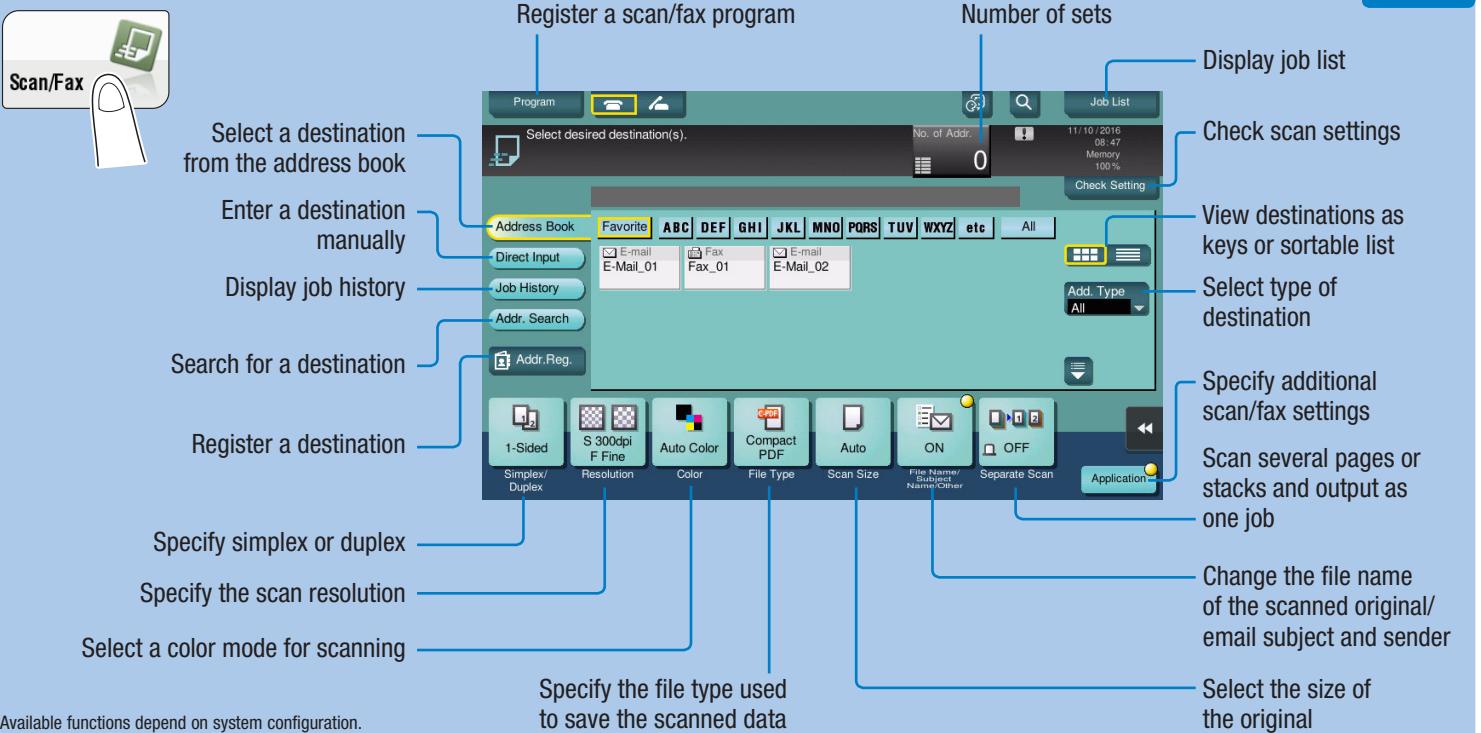 Register a scan/fax program
Number of sets
Scan/Fax
Display job list
Select a destination
from the address book
Check scan settings
Enter a destination
manually
View destinations as
keys or sortable list
Display job history
Select type of
destination
Search for a destination
Specify additional
scan/fax settings
Register a destination
Scan several pages or
stacks and output as
one job
Program
Job List
Select desired destination(s).
No. of Addr.
0
11/10/2016
08:47
Memory
100%
Check Setting
Address Book
Favorite ABC DEF GHI JKL MNO PQRS TUV WXYZ etc All
Direct Input
E-mail Fax E-mail
E-Mail_01 Fax_01 E-Mail_02
Job History
Add. Type
All
Addr. Search
Addr.Reg.
1 2
C-PDF
1 2
1-Sided
S 300dpi
F Fine
Auto Color
Compact
PDF
Auto
ON
OFF
Simplex/
Duplex
Resolution
Color
File Type
Scan Size
File Name/
Subject
Name/Other
Separate Scan
Application
Specify simplex or duplex
Specify the scan resolution
Select a color mode for scanning
Specify the file type used
to save the scanned data
Change the file name
of the scanned original/
email subject and sender
Select the size of
the original
Available functions depend on system configuration.